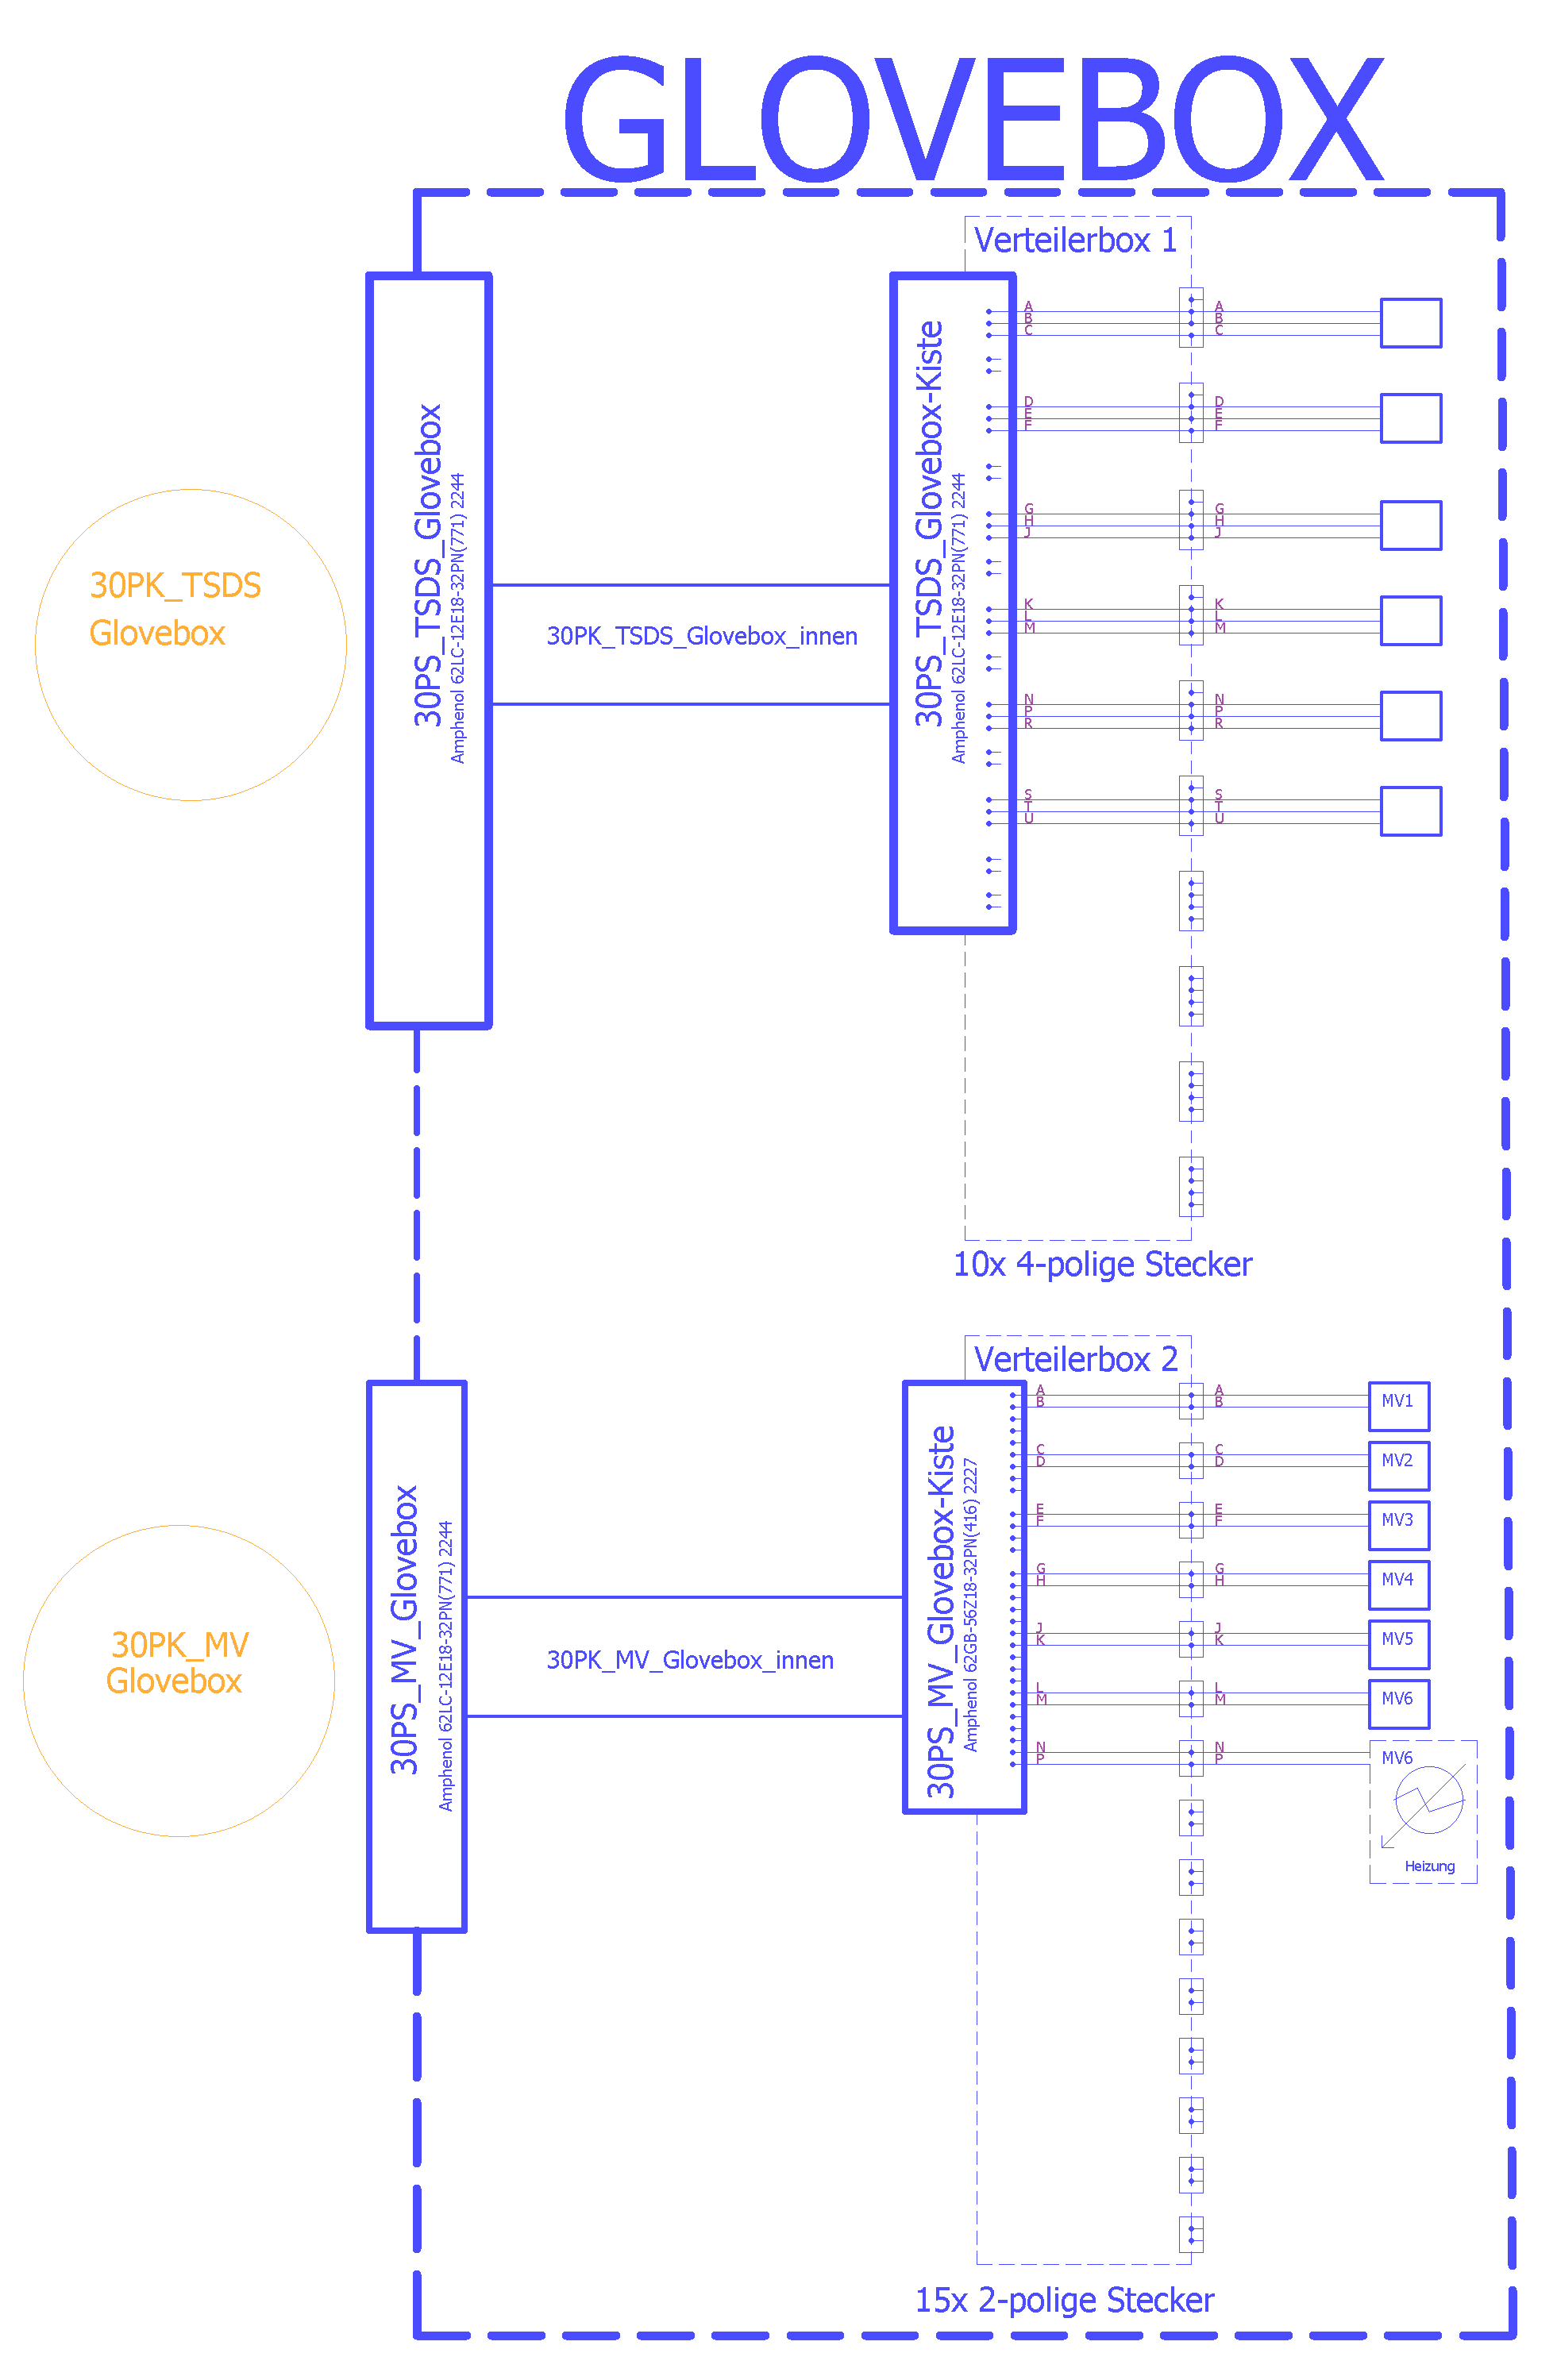 GLOVEBOX
Verteilerbox 1
30PK_TSDS
Glovebox
30PS_TSDS_Glovebox
Amphenol 62LC-12E18-32PN(771) 2244
30PK_TSDS_Glovebox_innen
30PS_TSDS_Glovebox-Kiste
Amphenol 62LC-12E18-32PN(771) 2244
A A
B B
C C
D D
E E
F F
G G
H H
J J
K K
L L
M M
N N
P P
R R
S S
T T
U U
10x 4-polige Stecker
Verteilerbox 2
30PK_MV
Glovebox
30PS_MV_Glovebox
Amphenol 62LC-12E18-32PN(771) 2244
30PK_MV_Glovebox_innen
30PS_MV_Glovebox-Kiste
Amphenol 62GB-56Z18-32PN(416) 2227
A A MV1
B B
C C MV2
D D
E E MV3
F F
G G MV4
H H
J J MV5
K K
L L MV6
M M
N N MV6
P P
Heizung
15x 2-polige Stecker